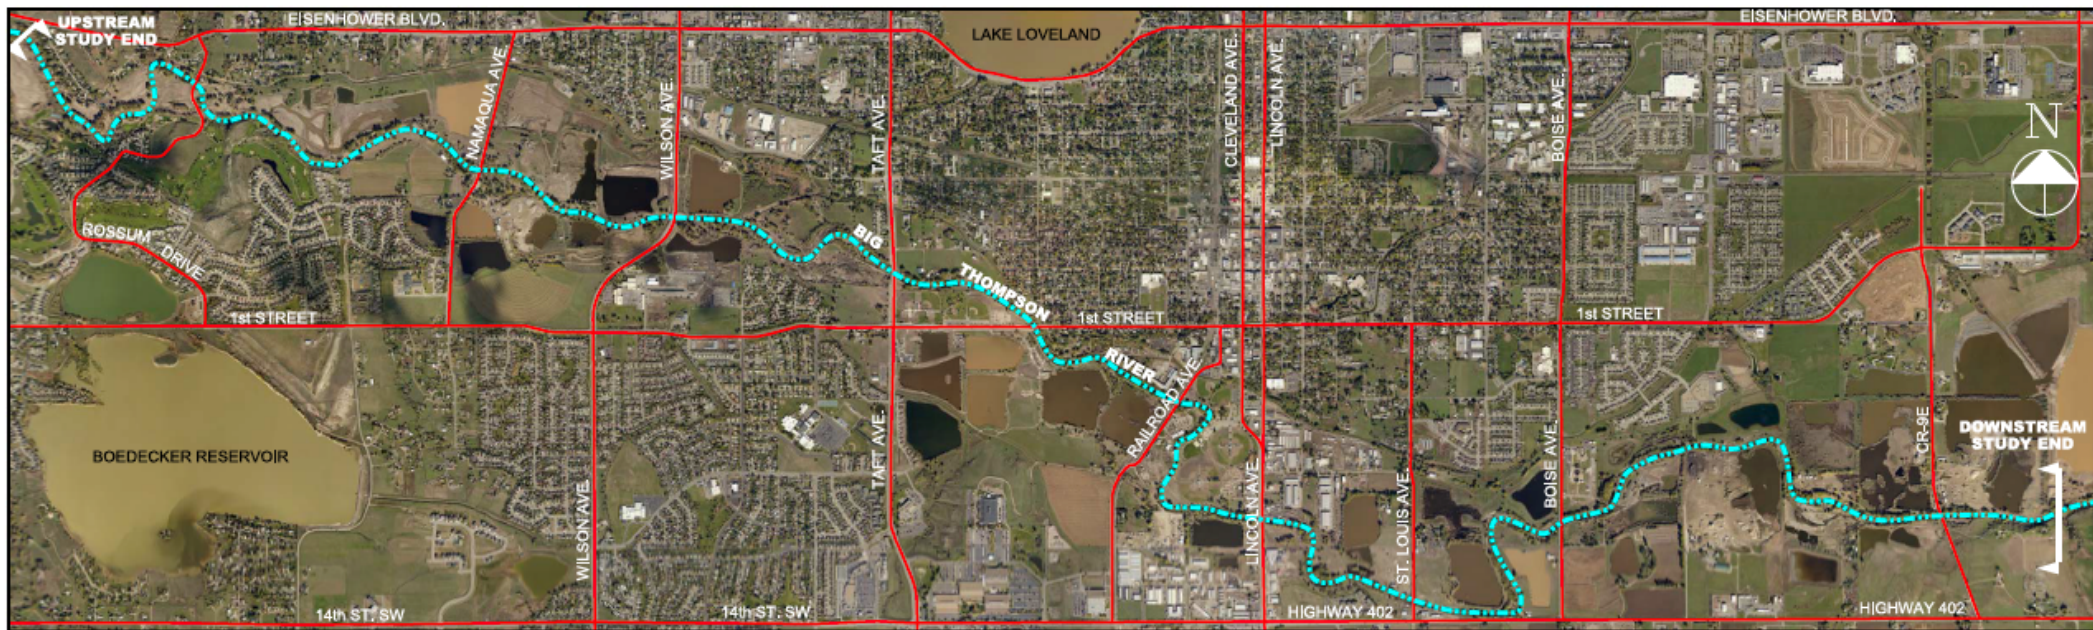 EISENHOWER BLVD.
EISENHOWER BLVD.
UPSTREAM
STUDY END
LAKE LOVELAND
N
NAMAQUA AVE.
WILSON AVE.
TAFT AVE.
CLEVELAND AVE.
LINCOLN AVE.
BOISE AVE.
ROSSUM DRIVE
BIG
THOMPSON
RIVER
1st STREET
1st STREET
1st STREET
RAILROAD AVE.
BOEDECKER RESERVOIR
WILSON AVE.
TAFT AVE.
LINCOLN AVE.
ST. LOUIS AVE.
BOISE AVE.
CR-9E
DOWNSTREAM
STUDY END
14th ST. SW
14th ST. SW
HIGHWAY 402
HIGHWAY 402